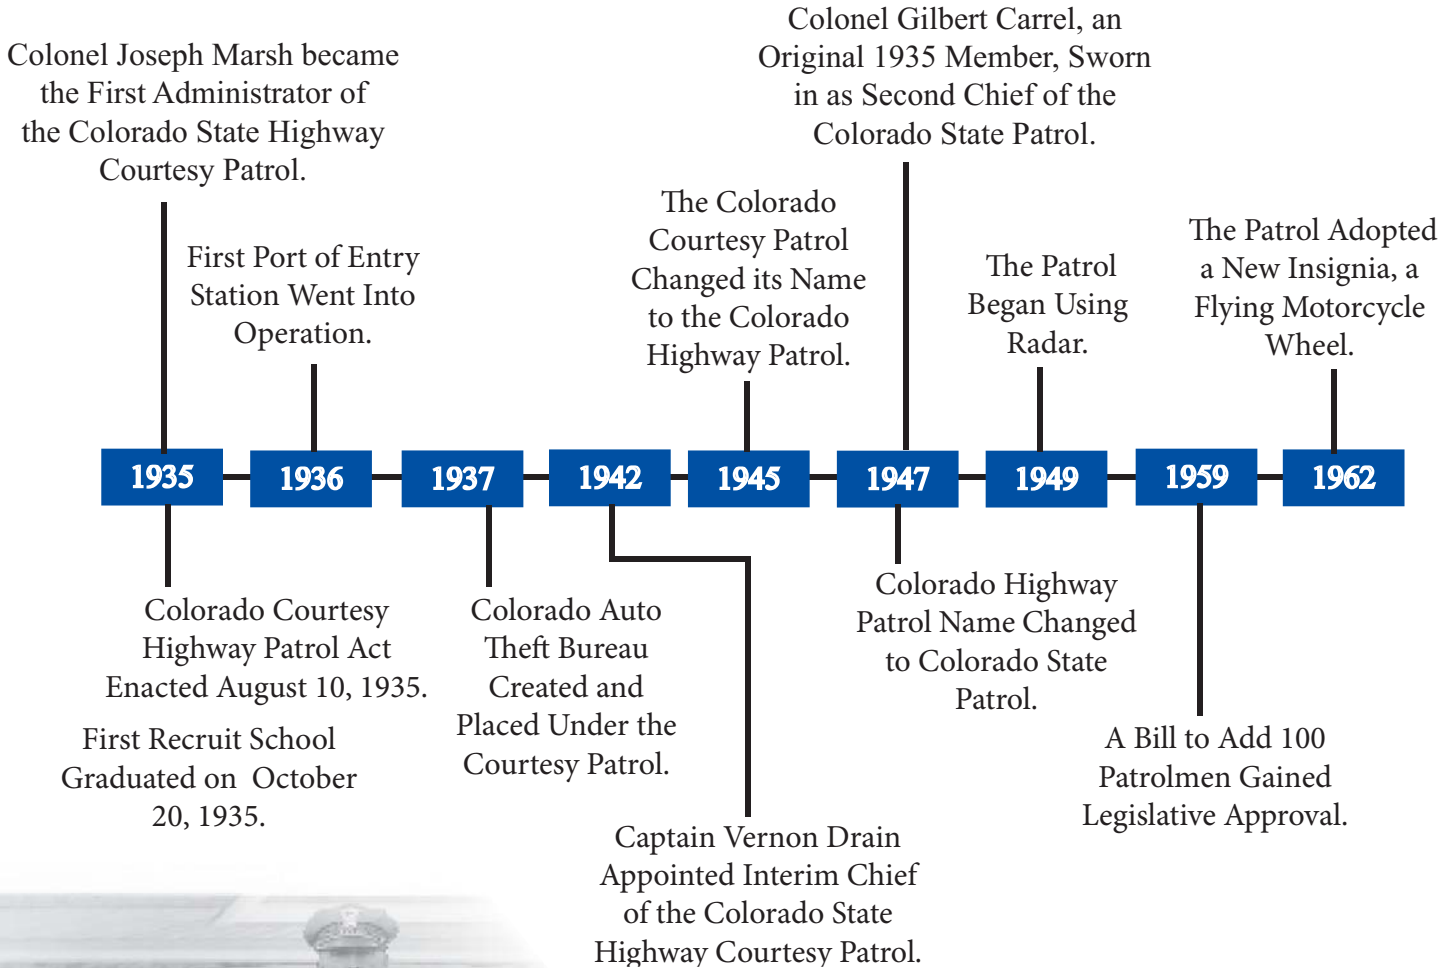 Colonel Joseph Marsh became
the First Administrator of
the Colorado State Highway
Courtesy Patrol.
First Port of Entry
Station Went Into
Operation.
The Colorado
Courtesy Patrol
Changed its Name
to the Colorado
Highway Patrol.
Colonel Gilbert Carrel, an
Original 1935 Member, Sworn
in as Second Chief of the
Colorado State Patrol.
The Patrol
Began Using
Radar.
The Patrol Adopted
a New Insignia, a
Flying Motorcycle
Wheel.
1935 1936 1937 1942 1945 1947 1949 1959 1962
Colorado Courtesy
Highway Patrol Act
Enacted August 10, 1935.
First Recruit School
Graduated on October
20, 1935.
Colorado Auto
Theft Bureau
Created and
Placed Under the
Courtesy Patrol.
Captain Vernon Drain
Appointed Interim Chief
of the Colorado State
Highway Courtesy Patrol.
Colorado Highway
Patrol Name Changed
to Colorado State
Patrol.
A Bill to Add 100
Patrolmen Gained
Legislative Approval.